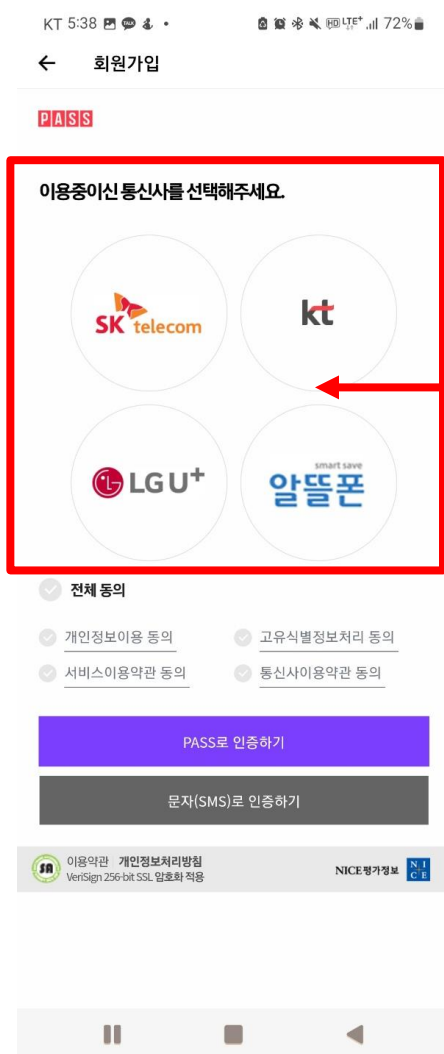 KT 5:38
HD LTE+ 72%
회원가입
PASS
이용중이신 통신사를 선택해주세요.
SK telecom
kt
LG U+
smart save
알뜰폰
전체 동의
개인정보이용 동의
고유식별정보처리 동의
서비스이용약관 동의
통신사이용약관 동의
PASS로 인증하기
문자(SMS)로 인증하기
이용약관 개인정보처리방침
VeriSign 256-bit SSL 암호화 적용
NICE평가정보
NICE